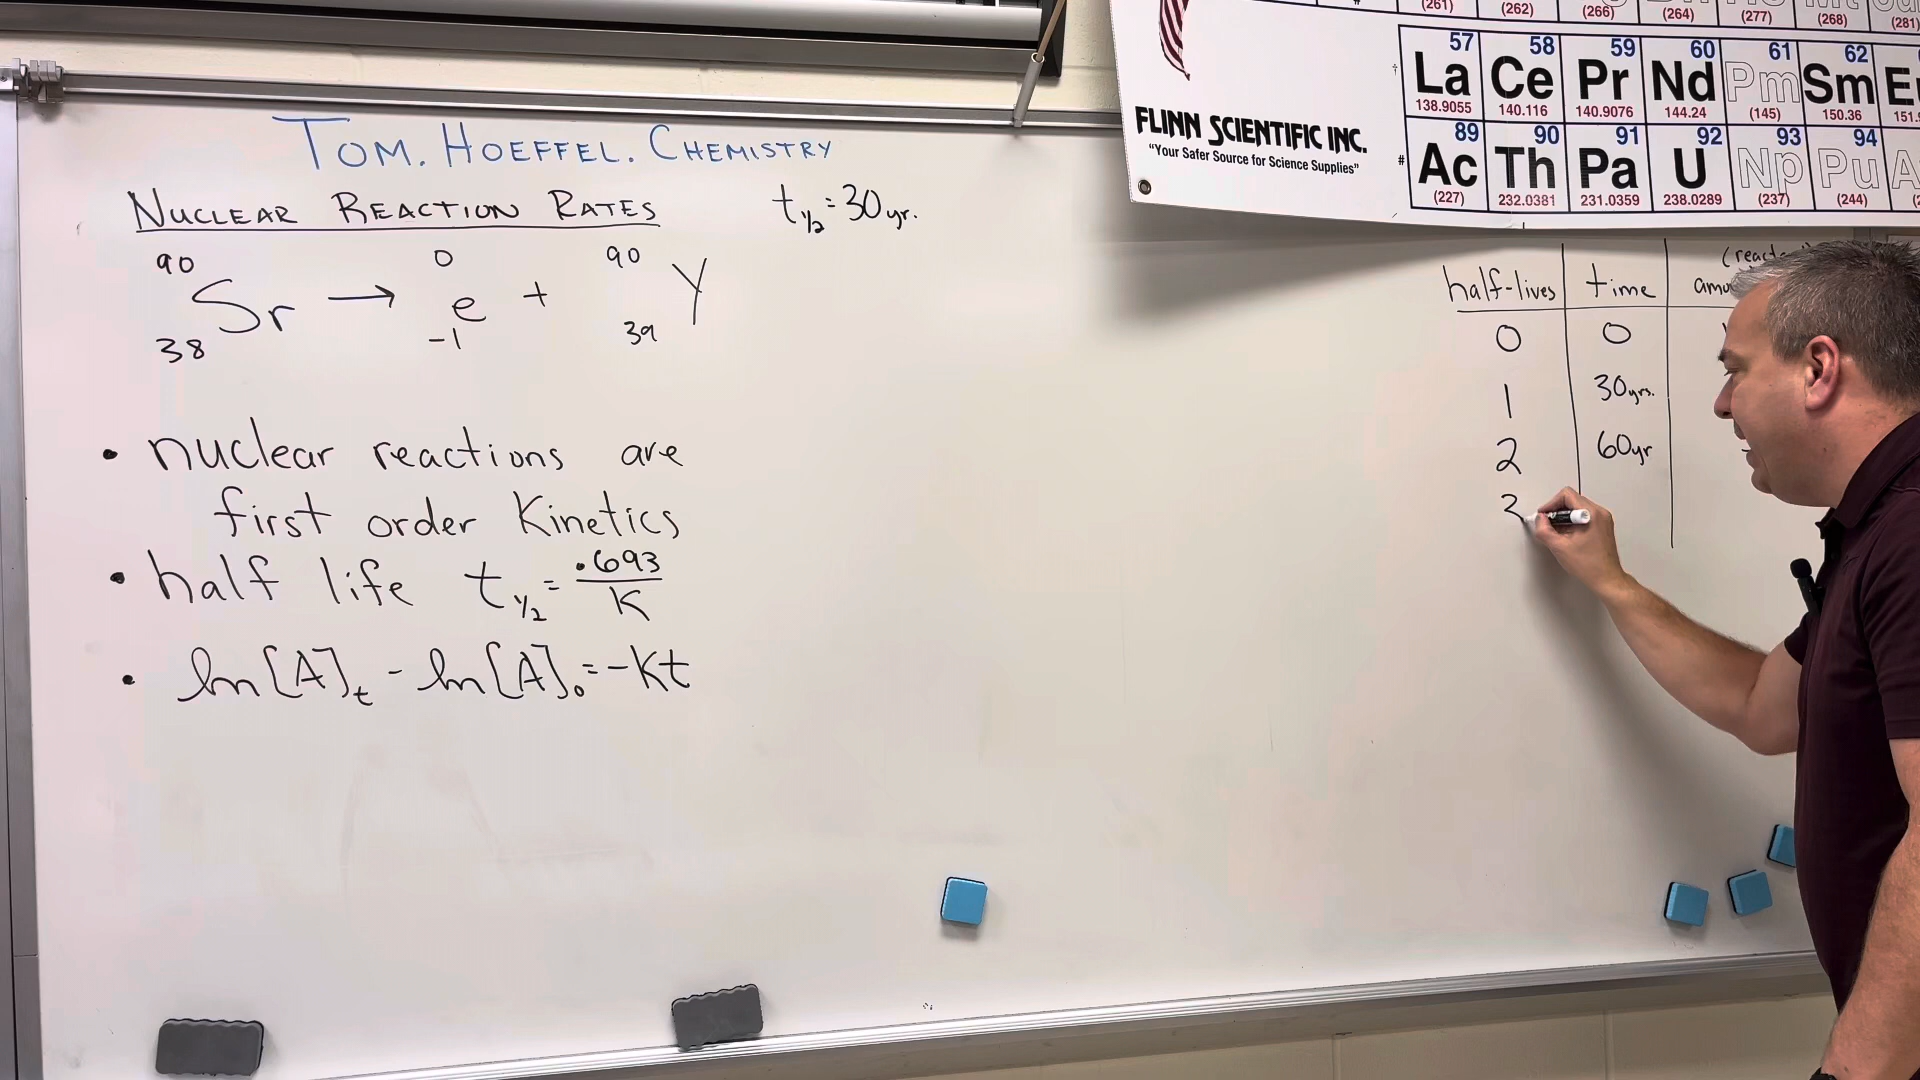 TOM. HOEFFEL. CHEMISTRY
NUCLEAR REACTION RATES
t½ = 30 yr.
90 0 90
Sr → e + Y
38 -1 39
• nuclear reactions are
first order Kinetics
• half life t½ = .693/K
• ln[A]t - ln[A]o = -Kt
half-lives time
0 0
1 30yrs.
2 60yr
(261) (262) (266) (264) (277) (268) (281)
57 58 59 60 61 62
† La Ce Pr Nd Pm Sm
138.9055 140.116 140.9076 144.24 (145) 150.36
89 90 91 92 93 94
# Ac Th Pa U Np Pu
(227) 232.0381 231.0359 238.0289 (237) (244)
FLINN SCIENTIFIC INC.
"Your Safer Source for Science Supplies"